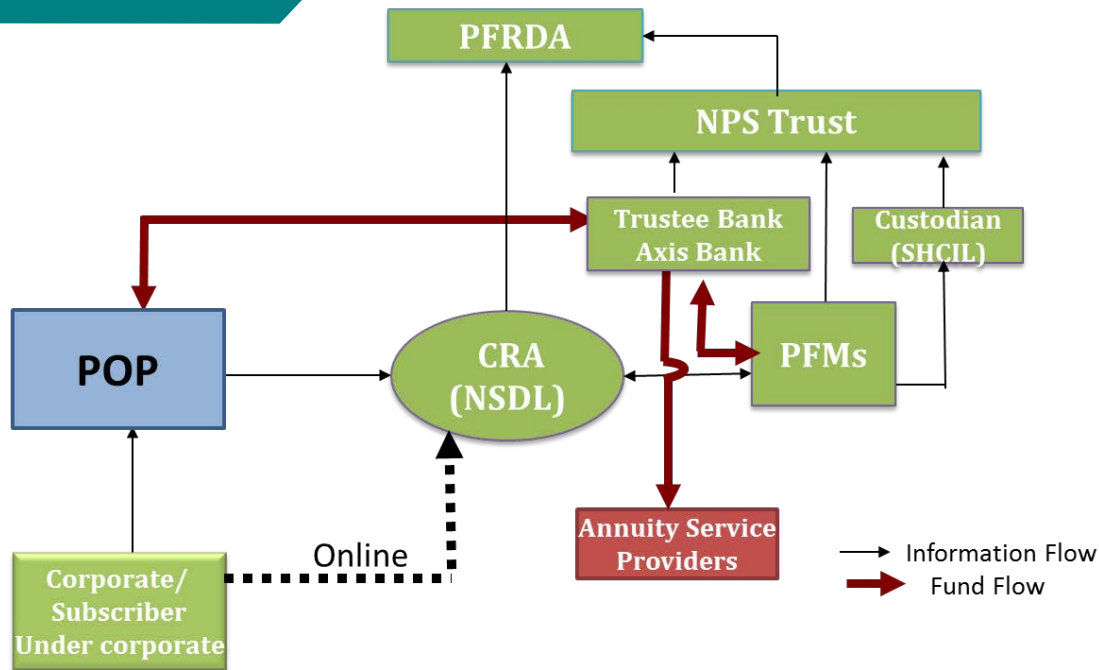 PFRDA
NPS Trust
Trustee Bank
Axis Bank
Custodian
(SHCIL)
POP
CRA
(NSDL)
PFMs
Online
Annuity Service
Providers
Corporate/
Subscriber
Under corporate
Information Flow
Fund Flow